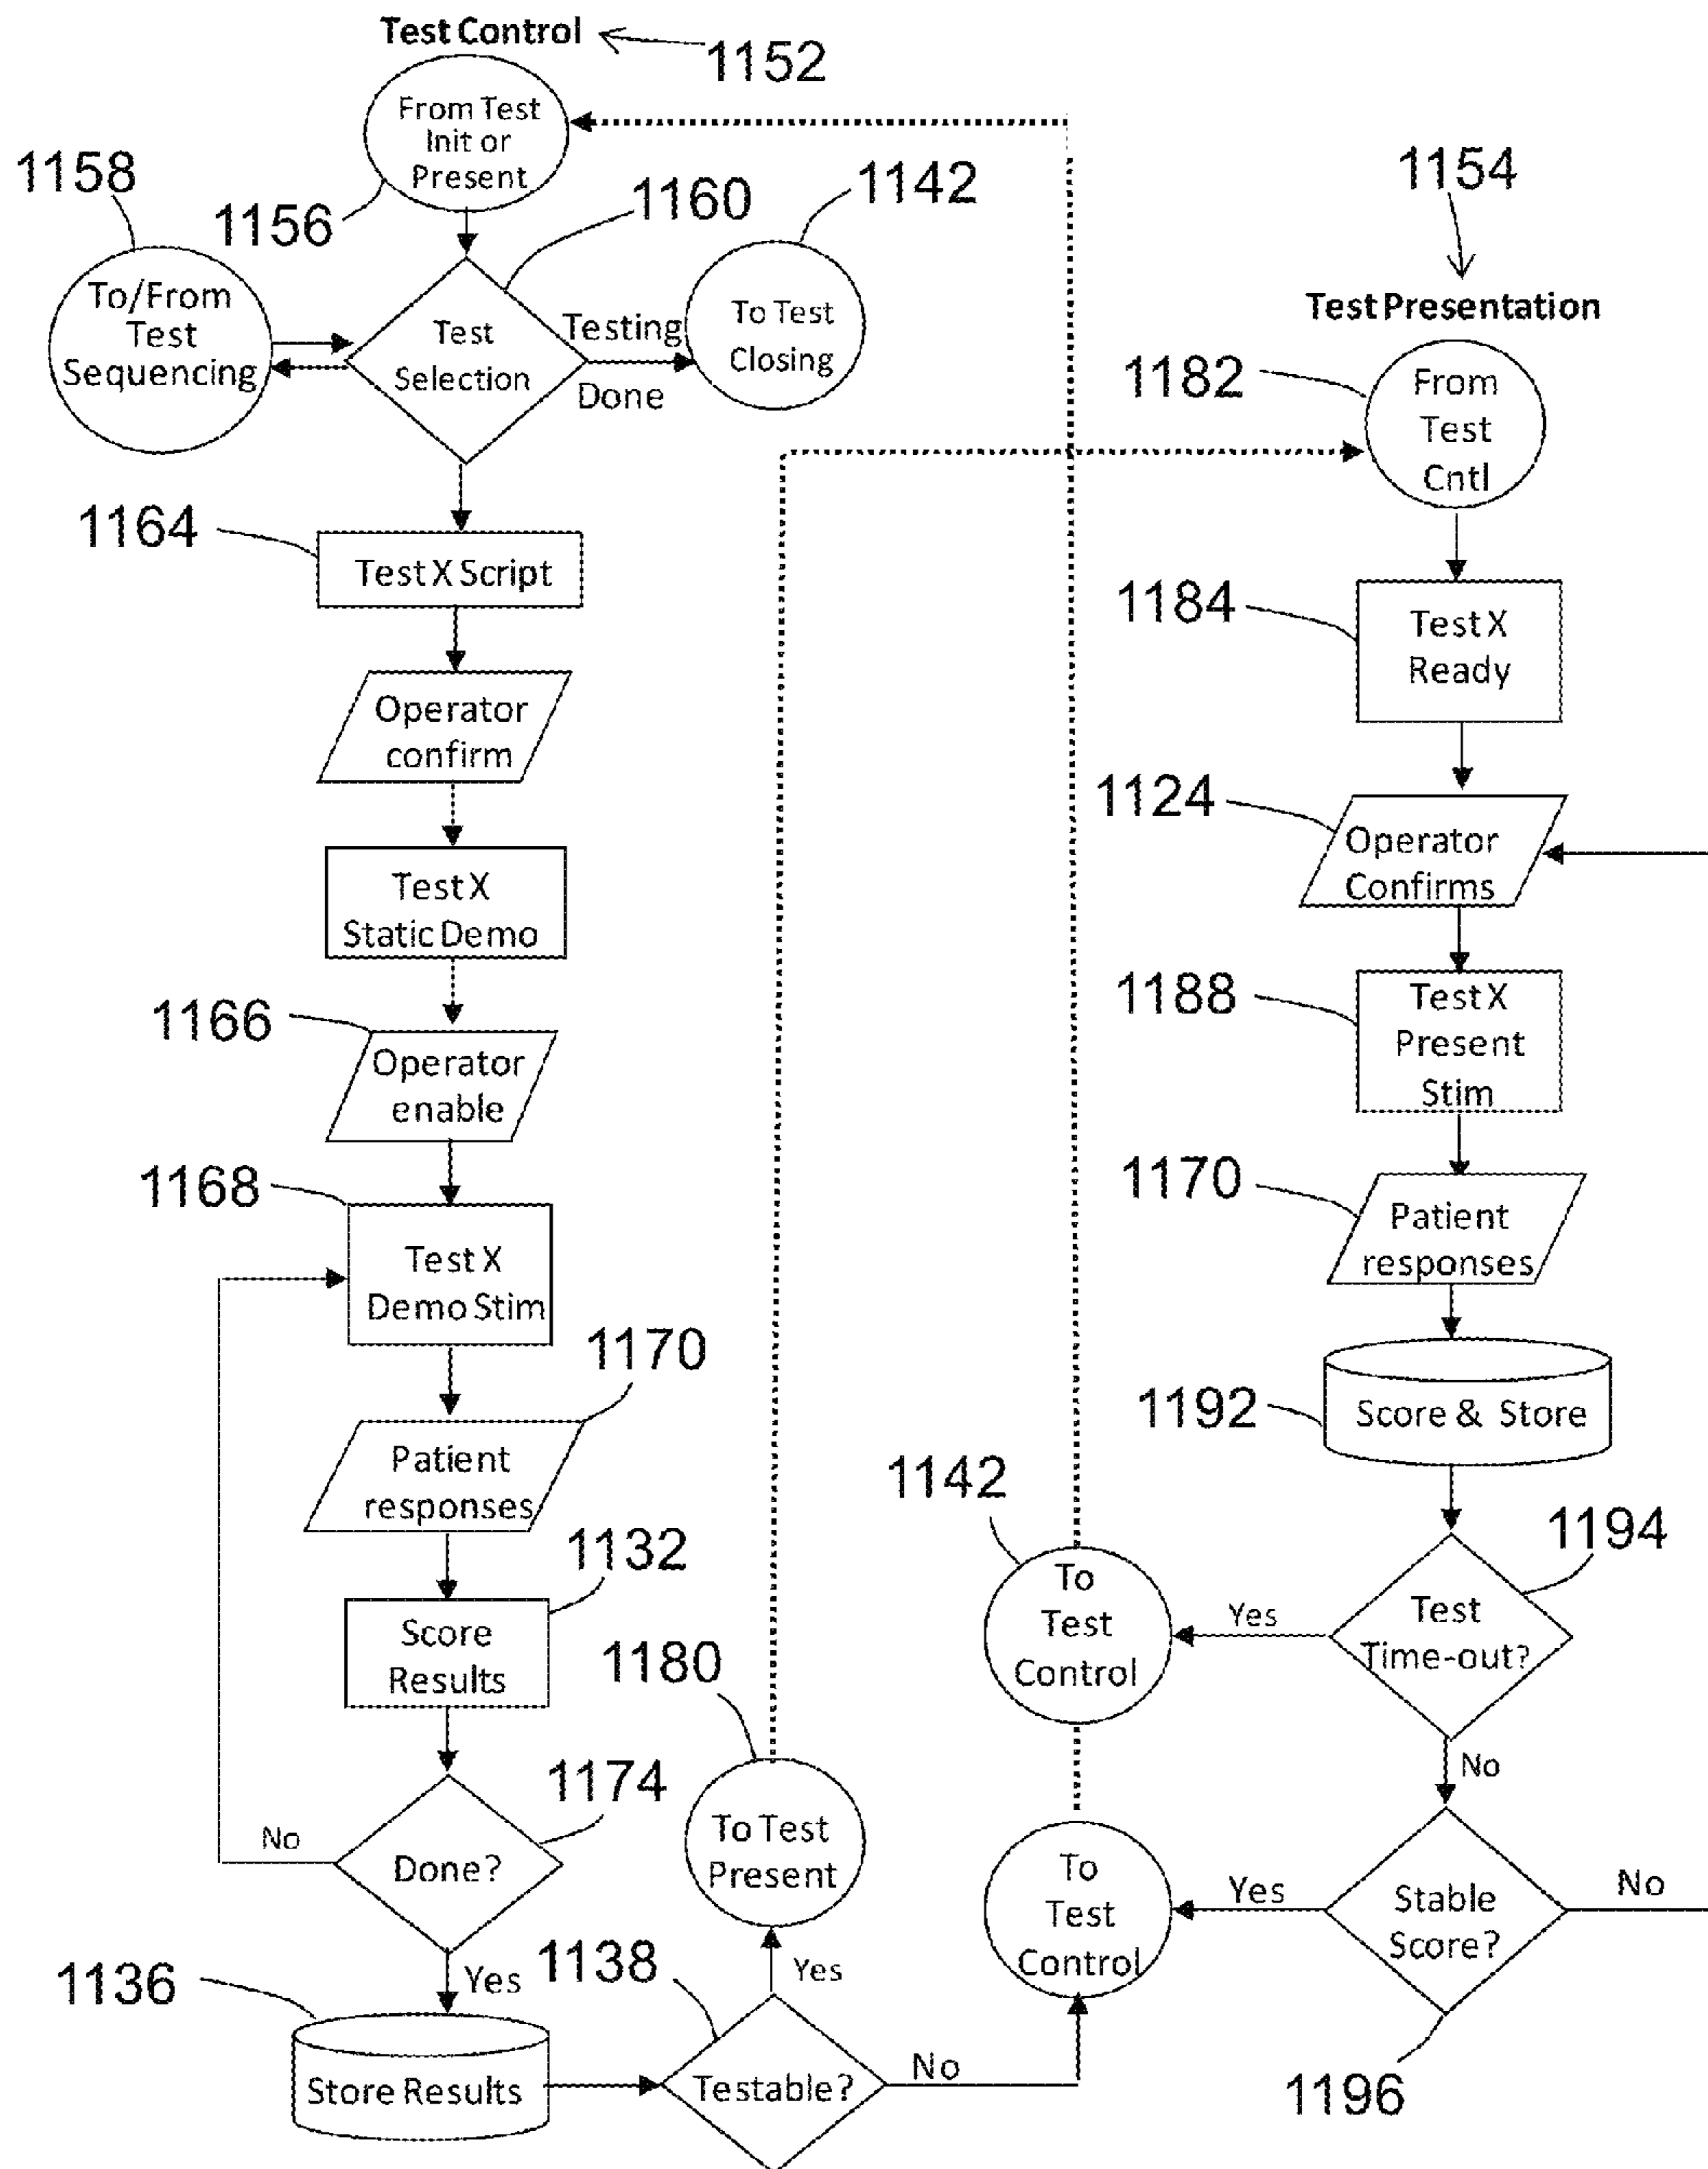 Test Control
1152
From Test
Init or
Present
1156
1158
To/From
Test
Sequencing
1160
Test
Selection
Testing
Done
1142
To Test
Closing
1164
Test X Script
Operator
confirm
Test X
Static Demo
1166
Operator
enable
1168
Test X
Demo Stim
1170
Patient
responses
1132
Score
Results
1174
Done?
No
Yes
1136
Store Results
1138
Testable?
Yes
No
1180
To Test
Present
1154
Test Presentation
1182
From
Test
Cntl
1184
Test X
Ready
1124
Operator
Confirms
1188
Test X
Present
Stim
1170
Patient
responses
1192
Score & Store
1194
Test
Time-out?
Yes
No
1142
To
Test
Control
1196
Stable
Score?
Yes
No
To
Test
Control